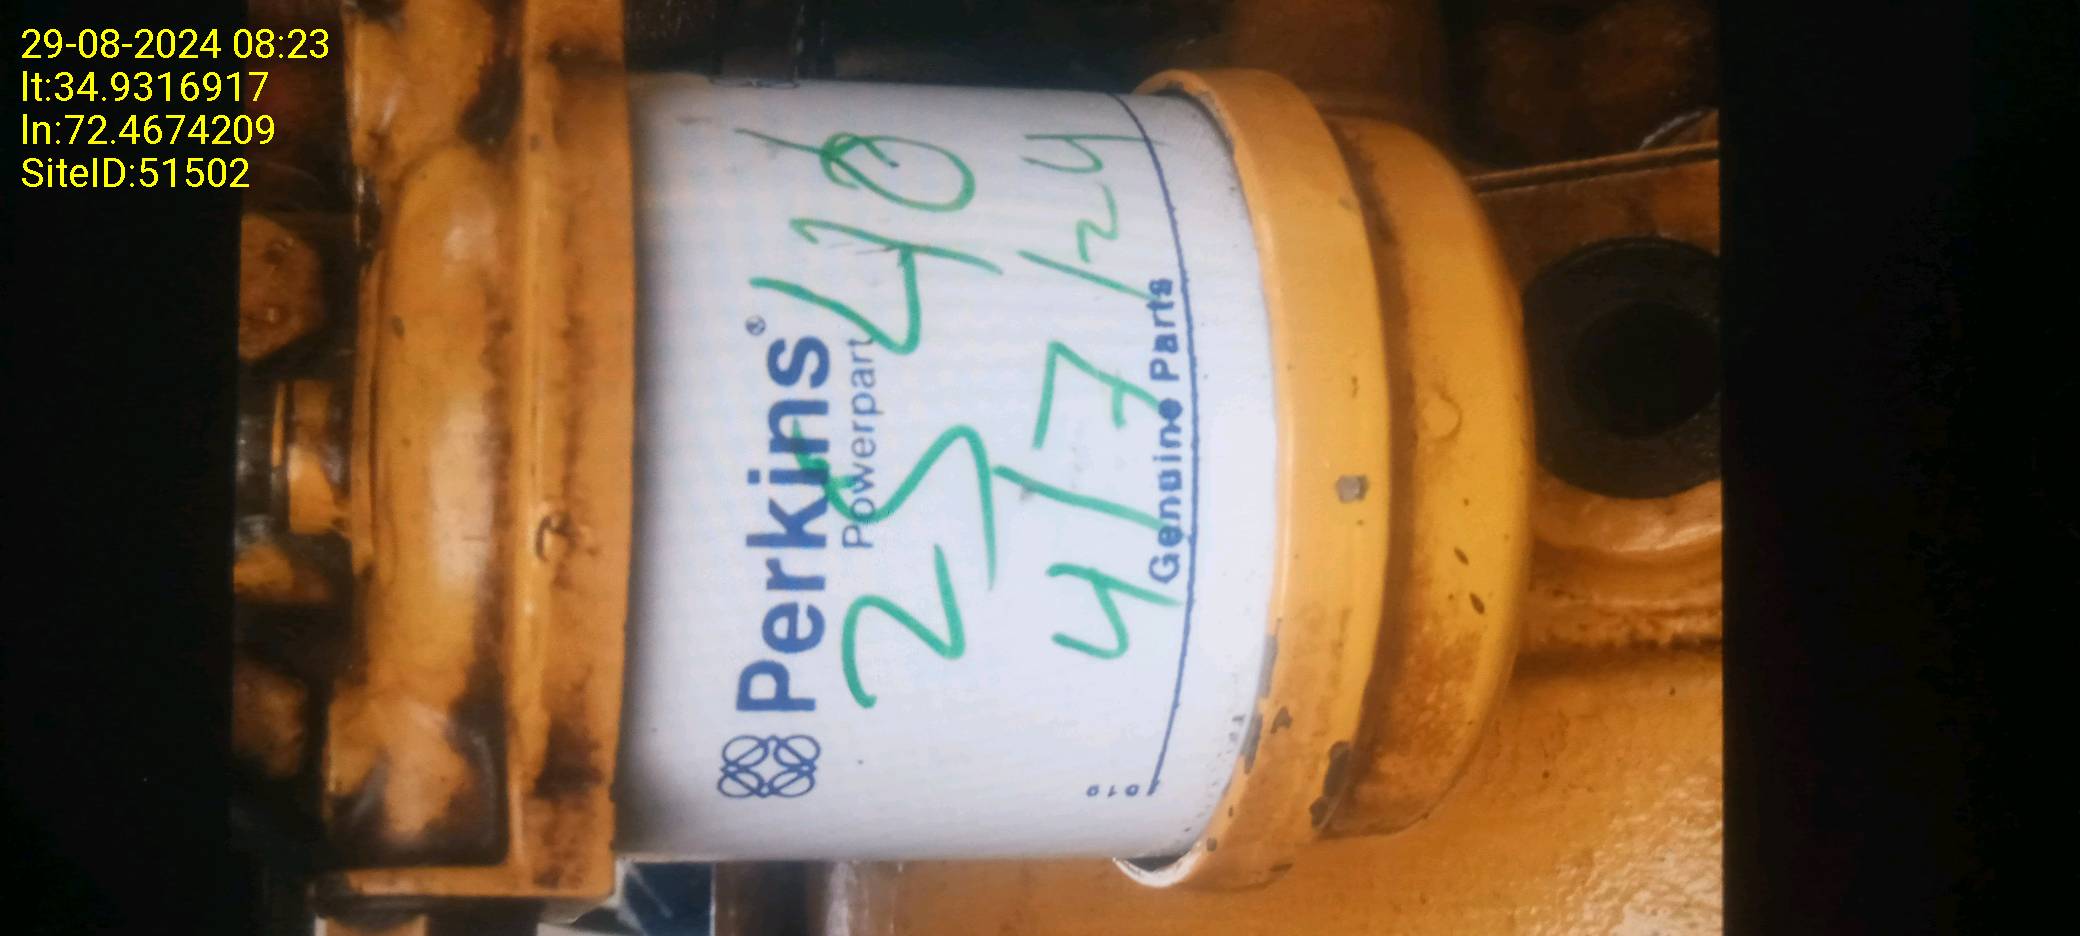 29-08-2024 08:23
lt:34.9316917
ln:72.4674209
SiteID:51502
Perkins®
Powerpart
2540
4/7/24
Genuine Parts